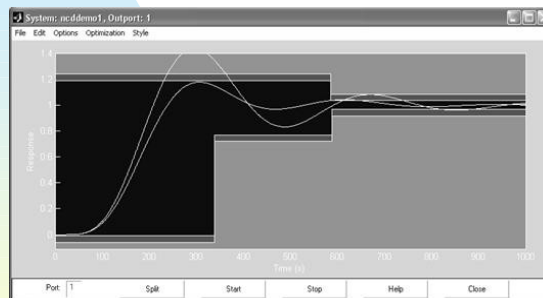 System: ncddemo1, Outport: 1
File Edit Options Optimization Style
1.4
1.2
1
0.8
0.6
0.4
0.2
0
Response
0 100 200 300 400 500 600 700 800 900 1000
Time (s)
Port 1 Split Start Stop Help Close